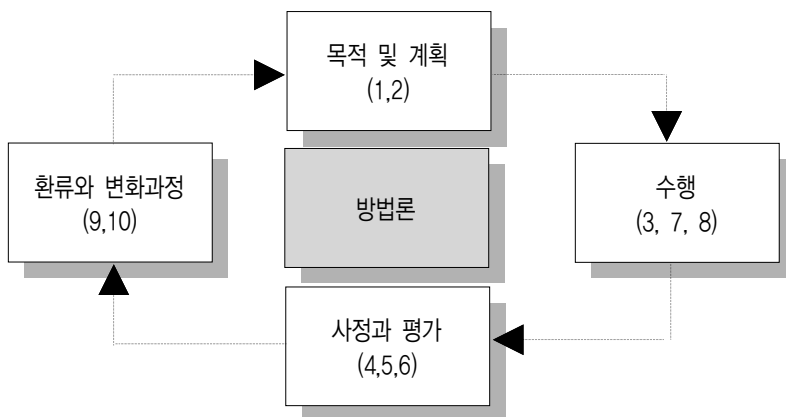 목적 및 계획
(1,2)
환류와 변화과정
(9,10)
방법론
수행
(3, 7, 8)
사정과 평가
(4,5,6)